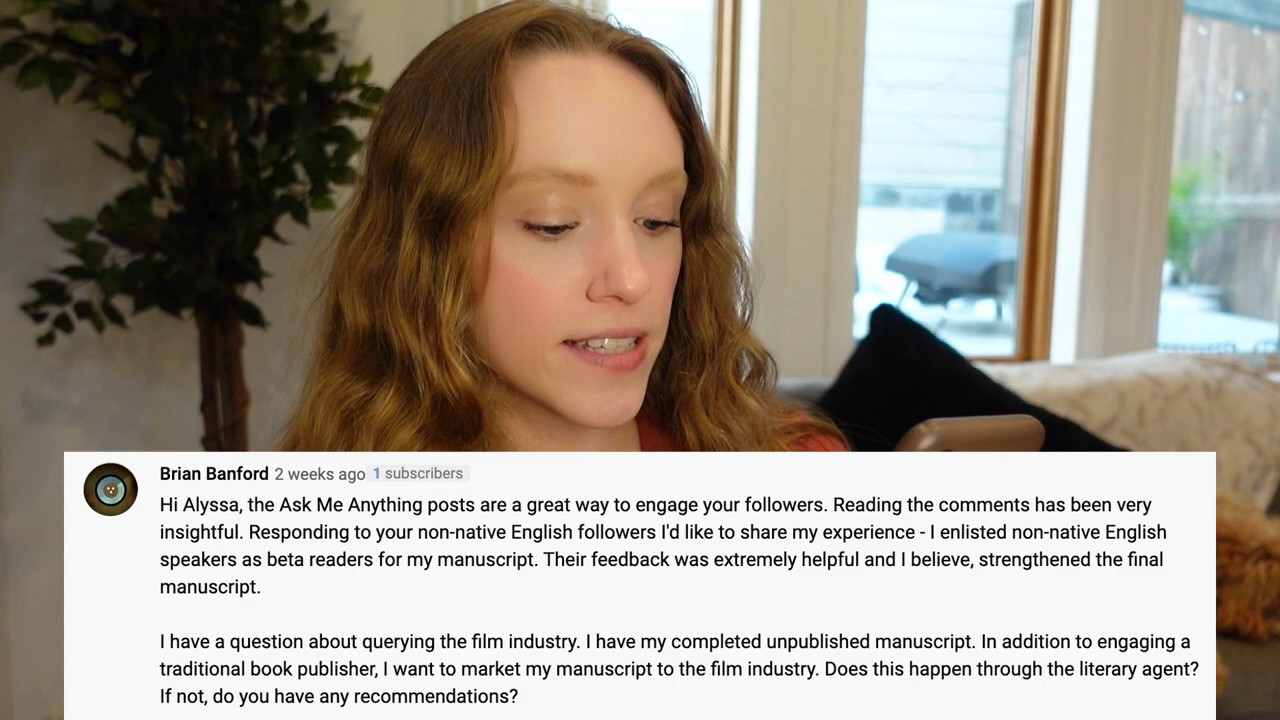 Brian Banford 2 weeks ago 1 subscribers
Hi Alyssa, the Ask Me Anything posts are a great way to engage your followers. Reading the comments has been very
insightful. Responding to your non-native English followers I'd like to share my experience - I enlisted non-native English
speakers as beta readers for my manuscript. Their feedback was extremely helpful and I believe, strengthened the final
manuscript.
I have a question about querying the film industry. I have my completed unpublished manuscript. In addition to engaging a
traditional book publisher, I want to market my manuscript to the film industry. Does this happen through the literary agent?
If not, do you have any recommendations?